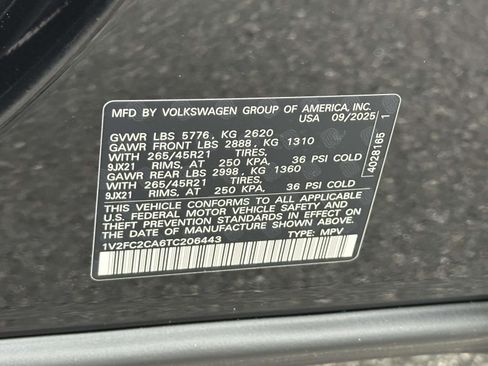 MFD BY VOLKSWAGEN GROUP OF AMERICA, INC.
USA 09/2025
GVWR LBS 5776, KG 2620
GAWR FRONT LBS 2888, KG 1310
WITH 265/45R21 TIRES,
9JX21 RIMS, AT 250 KPA, 36 PSI COLD
GAWR REAR LBS 2998, KG 1360
WITH 265/45R21 TIRES,
9JX21 RIMS, AT 250 KPA, 36 PSI COLD
THIS VEHICLE CONFORMS TO ALL APPLICABLE
U.S. FEDERAL MOTOR VEHICLE SAFETY AND
THEFT PREVENTION STANDARDS IN EFFECT ON
THE DATE OF MANUFACTURE SHOWN ABOVE.
1V2FC2CA6TC206443 TYPE: MPV
4028165 1